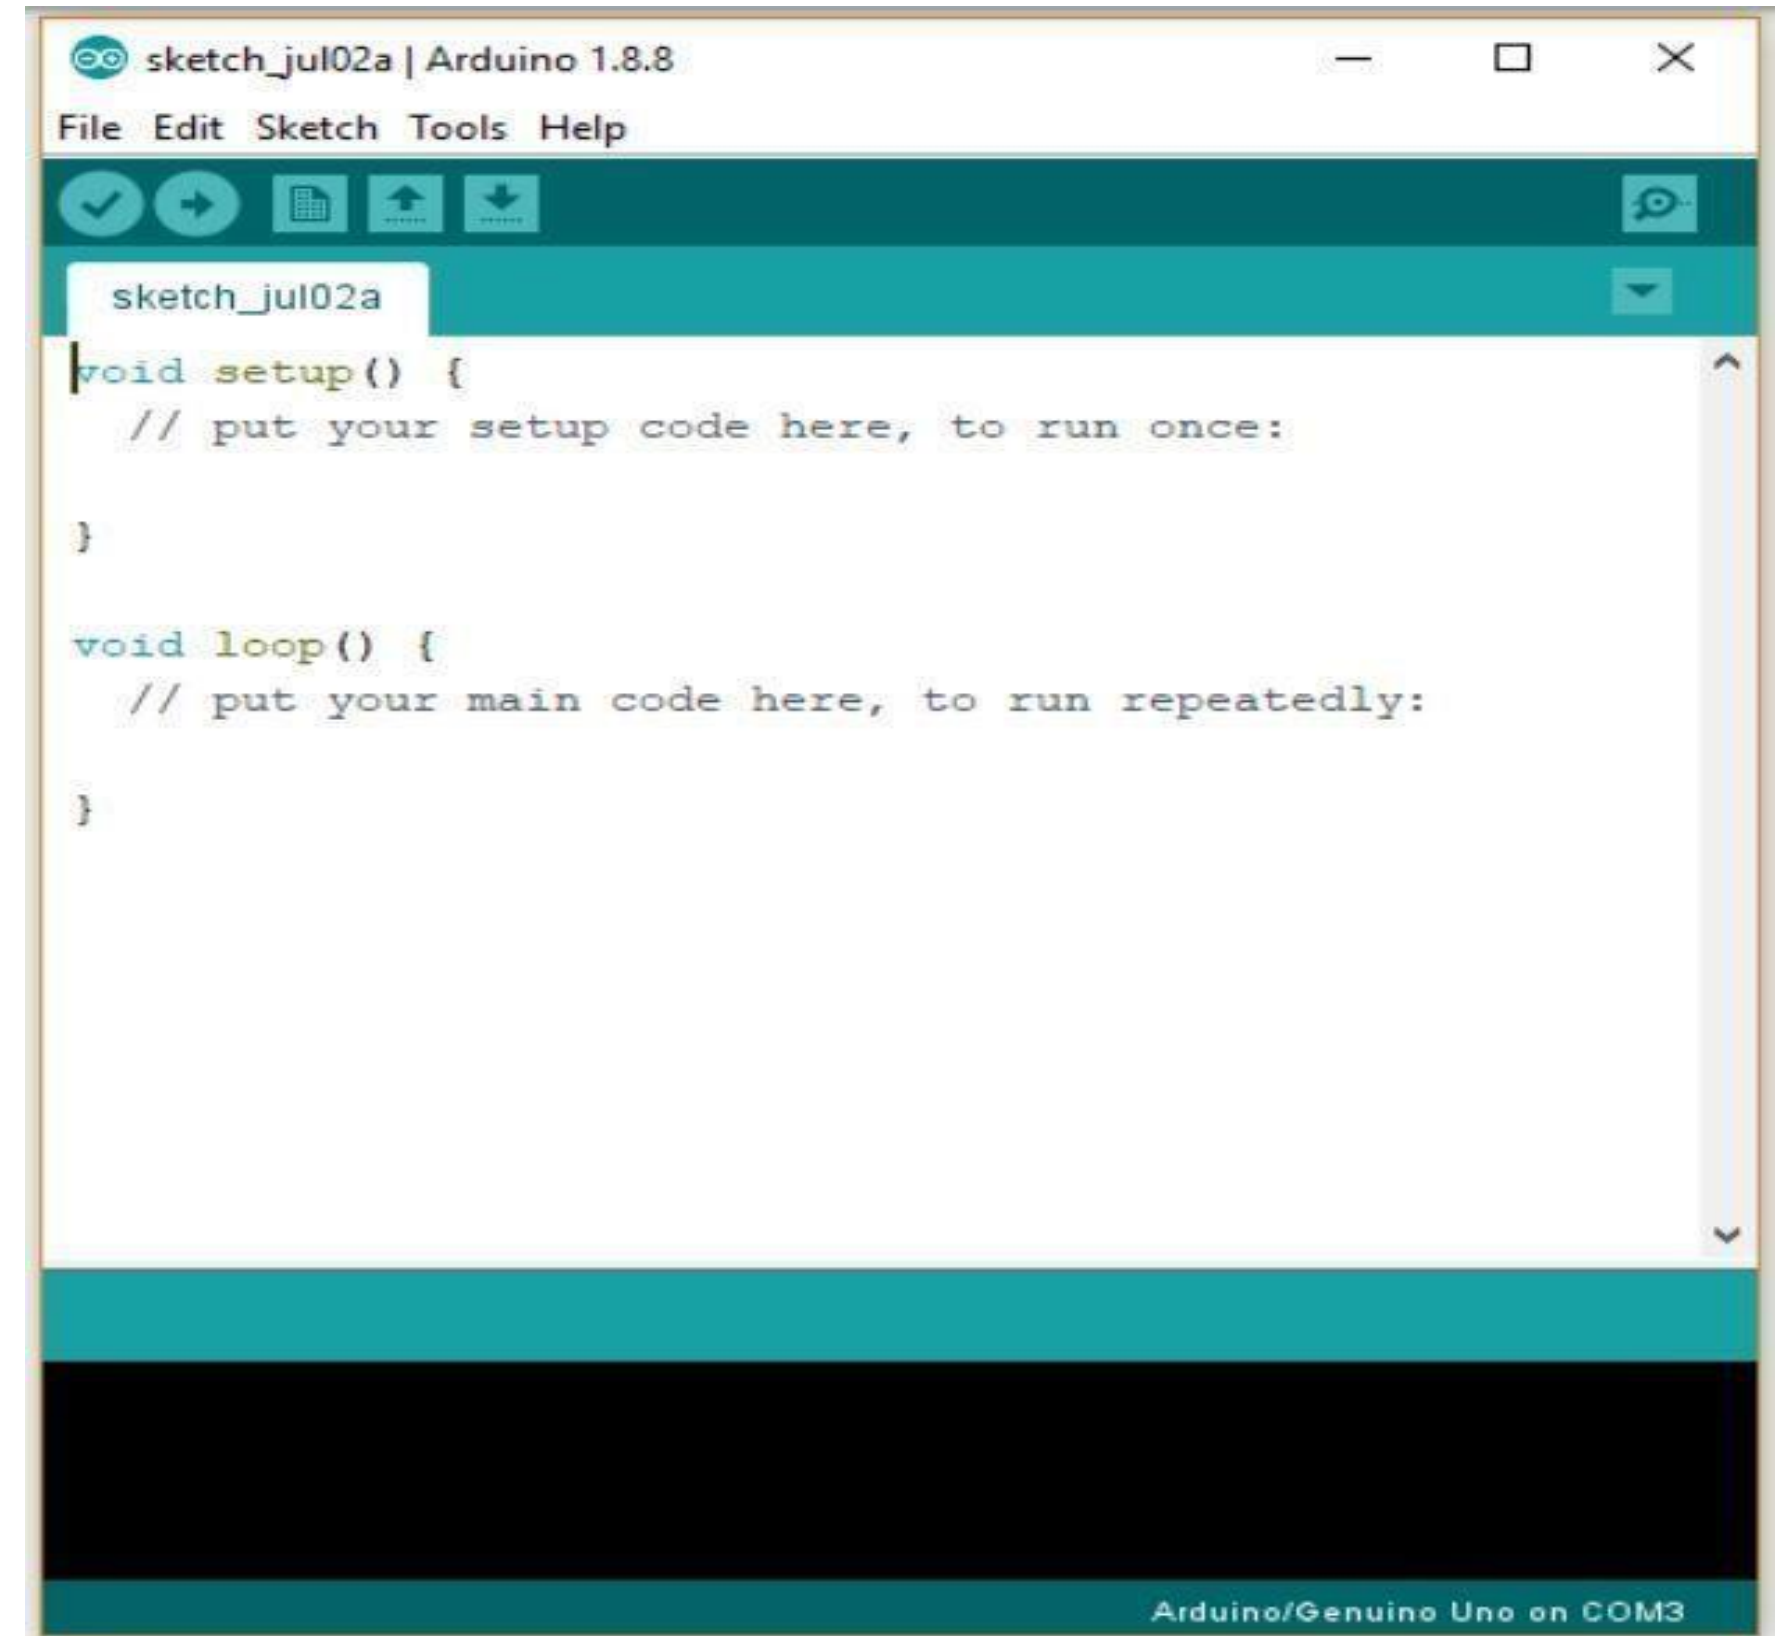 sketch_jul02a | Arduino 1.8.8
File Edit Sketch Tools Help
sketch_jul02a
void setup() {
  // put your setup code here, to run once:
}
void loop() {
  // put your main code here, to run repeatedly:
}
Arduino/Genuino Uno on COM3